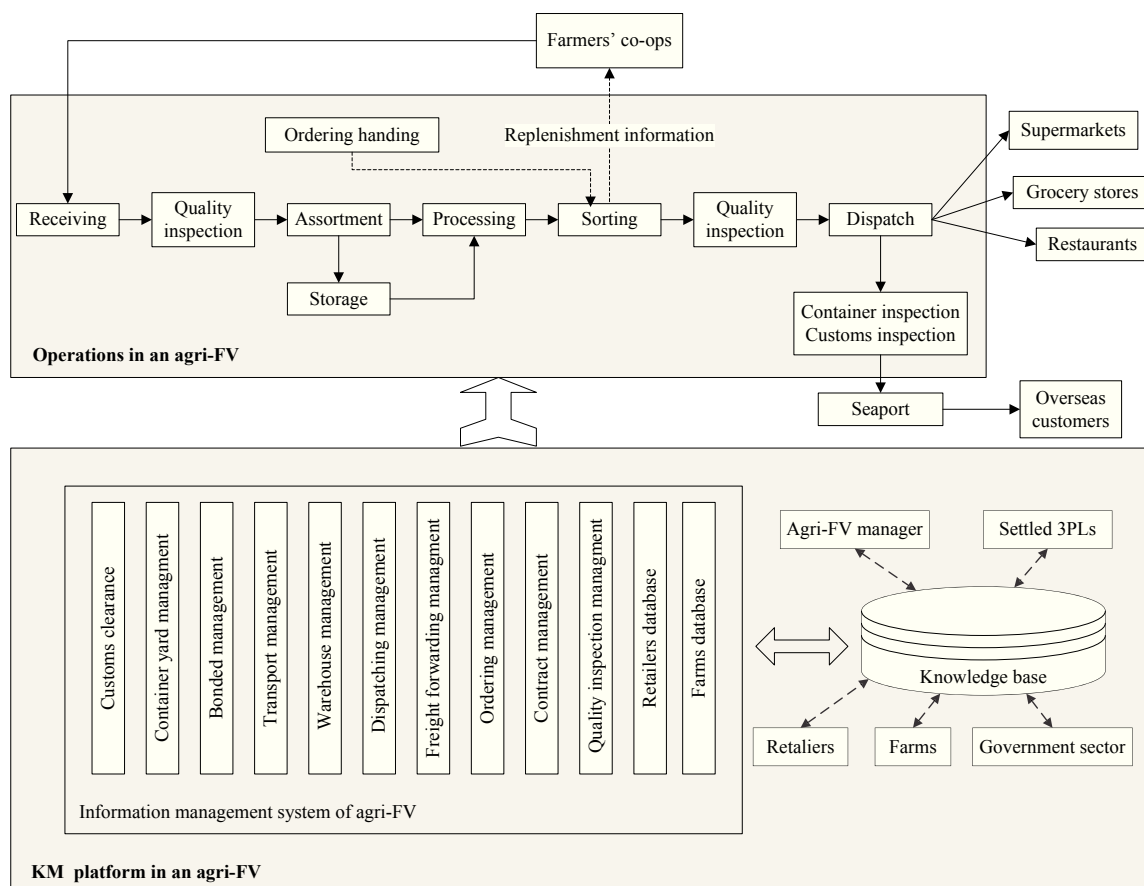 Farmers' co-ops
Ordering handing
Replenishment information
Supermarkets
Grocery stores
Restaurants
Receiving
Quality
inspection
Assortment
Processing
Sorting
Quality
inspection
Dispatch
Storage
Container inspection
Customs inspection
Operations in an agri-FV
Seaport
Overseas
customers
Customs clearance
Container yard managment
Bonded management
Transport management
Warehouse management
Dispatching management
Freight forwarding managment
Ordering management
Contract management
Quality inspection managment
Retailers database
Farms database
Information management system of agri-FV
Agri-FV manager
Settled 3PLs
Knowledge base
Retaliers
Farms
Government sector
KM platform in an agri-FV